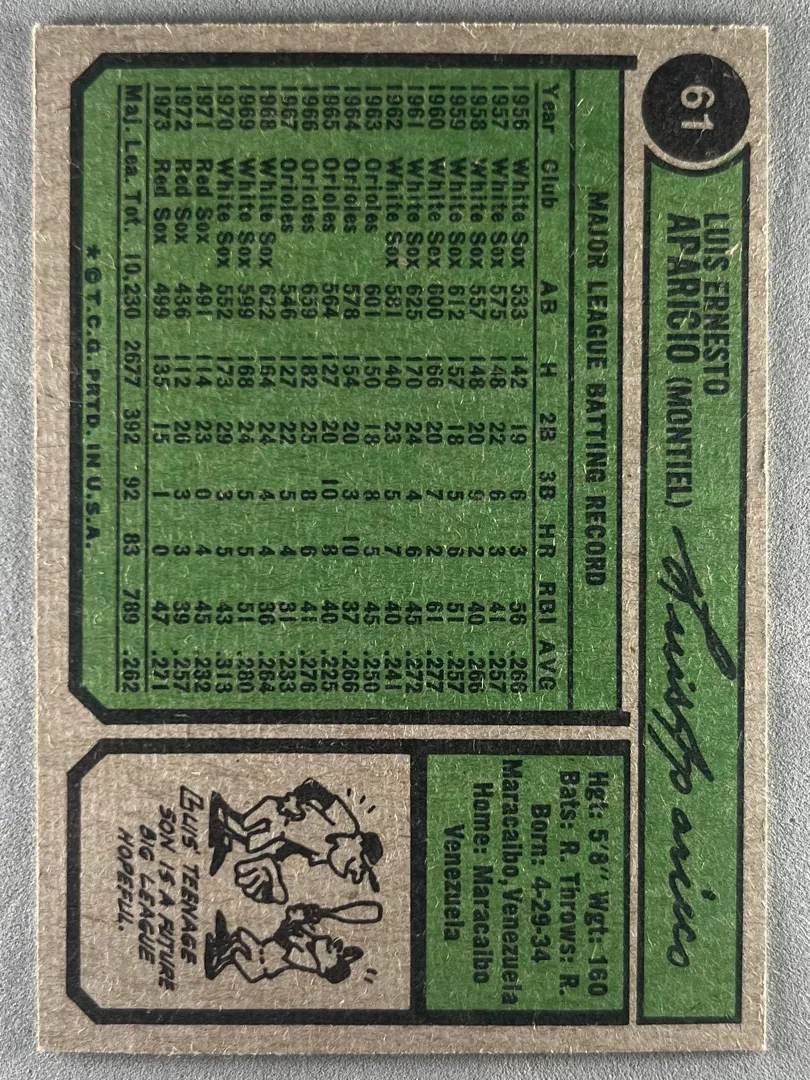 61
LUIS ERNESTO
APARICIO (MONTIEL)
Luis Aparicio
MAJOR LEAGUE BATTING RECORD
Year Club AB H 2B 3B HR RBI AVG
1956 White Sox 533 142 19 6 3 56 .266
1957 White Sox 575 148 22 6 3 41 .257
1958 White Sox 557 148 20 9 2 40 .266
1959 White Sox 612 157 18 5 6 51 .257
1960 White Sox 600 166 20 7 2 61 .277
1961 White Sox 625 170 24 4 6 45 .272
1962 White Sox 581 140 23 5 7 40 .241
1963 Orioles 601 150 18 8 5 45 .250
1964 Orioles 578 154 20 3 10 37 .266
1965 Orioles 564 127 20 10 8 40 .225
1966 Orioles 659 182 25 8 6 41 .276
1967 Orioles 546 127 22 5 4 31 .233
1968 White Sox 622 164 24 4 4 36 .264
1969 White Sox 599 168 24 5 5 51 .280
1970 White Sox 552 173 29 3 5 43 .313
1971 Red Sox 491 114 23 0 4 45 .232
1972 Red Sox 436 112 26 3 3 39 .257
1973 Red Sox 499 135 15 1 0 47 .271
Maj. Lea. Tot. 10.230 2677 392 92 83 789 .262
* © T.C.G. PRTD. IN U.S.A.
Hgt: 5'8" Wgt: 160
Bats: R. Throws: R.
Born: 4-29-34
Maracaibo, Venezuela
Home: Maracaibo
Venezuela
LUIS' TEENAGE
SON IS A FUTURE
BIG LEAGUE
HOPEFUL.